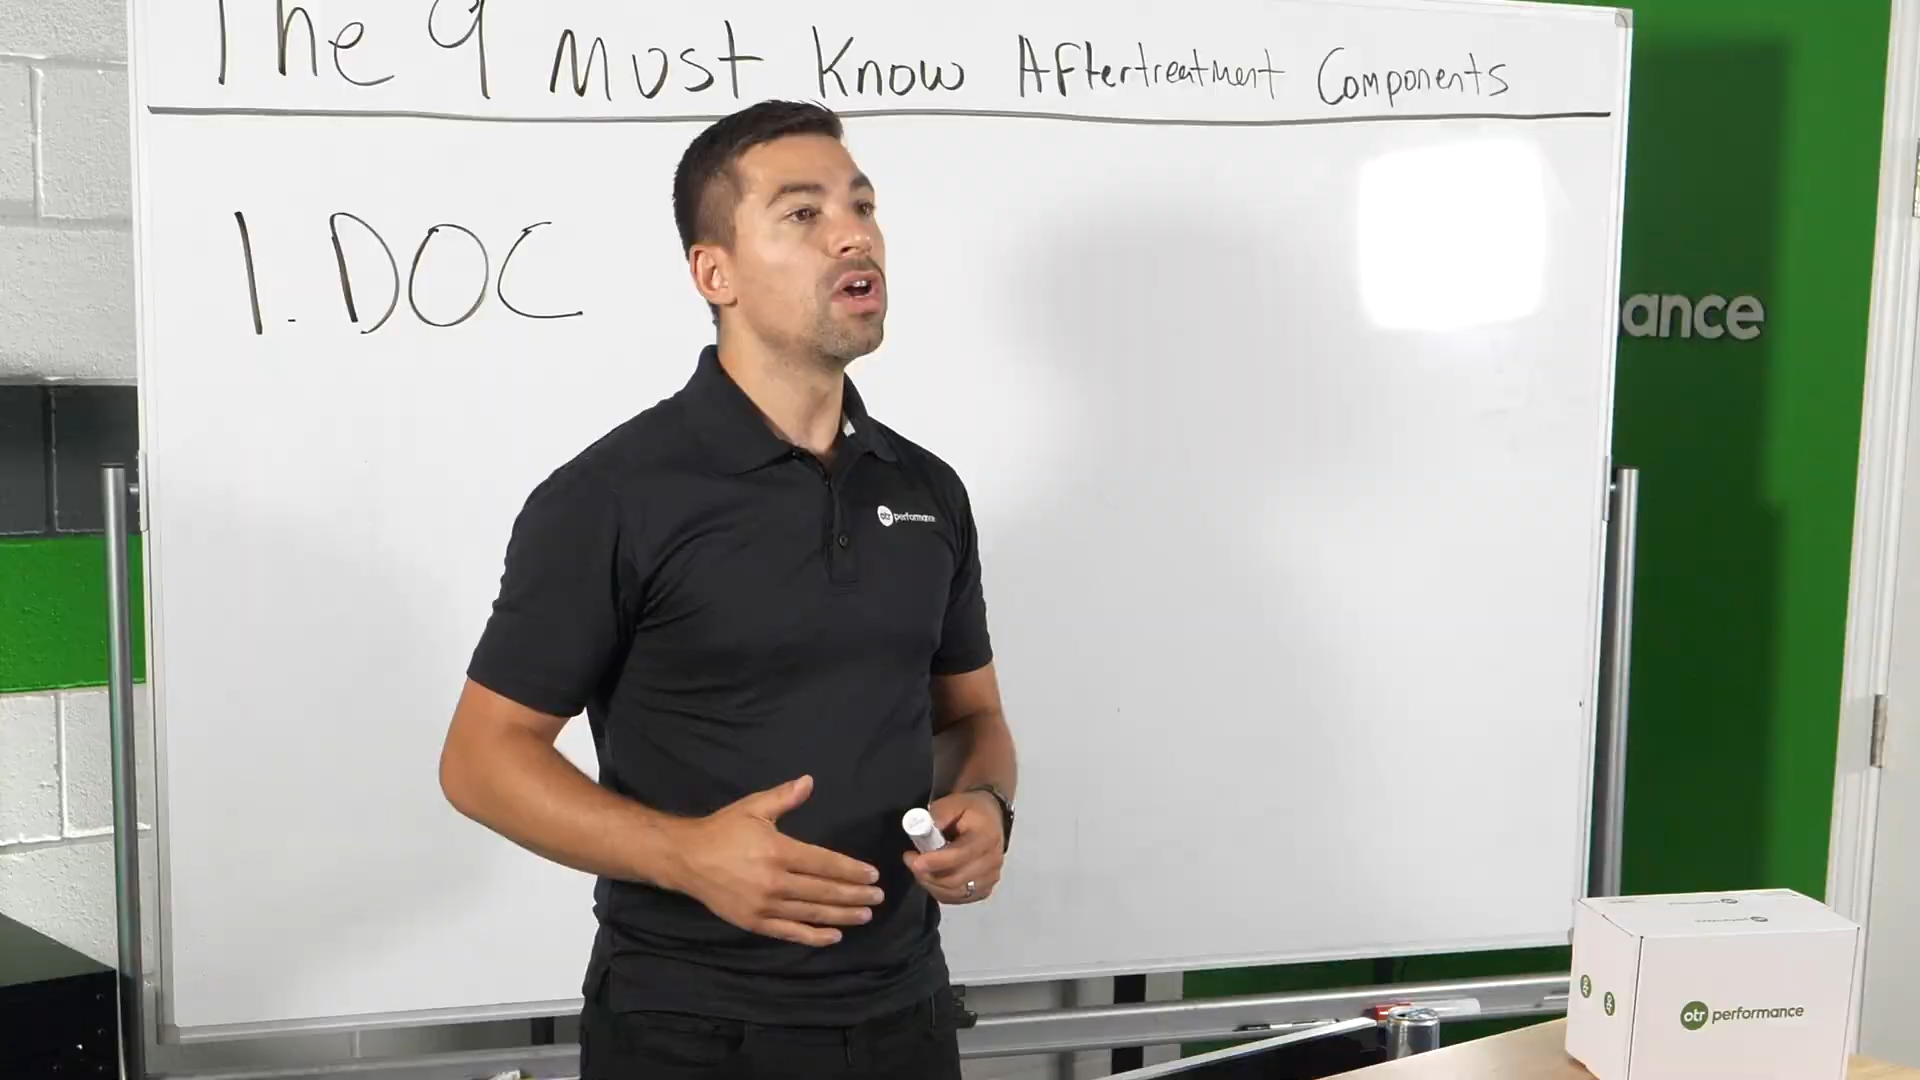 The 9 Must Know Aftertreatment Components
1. DOC
ance
otr performance
otr performance